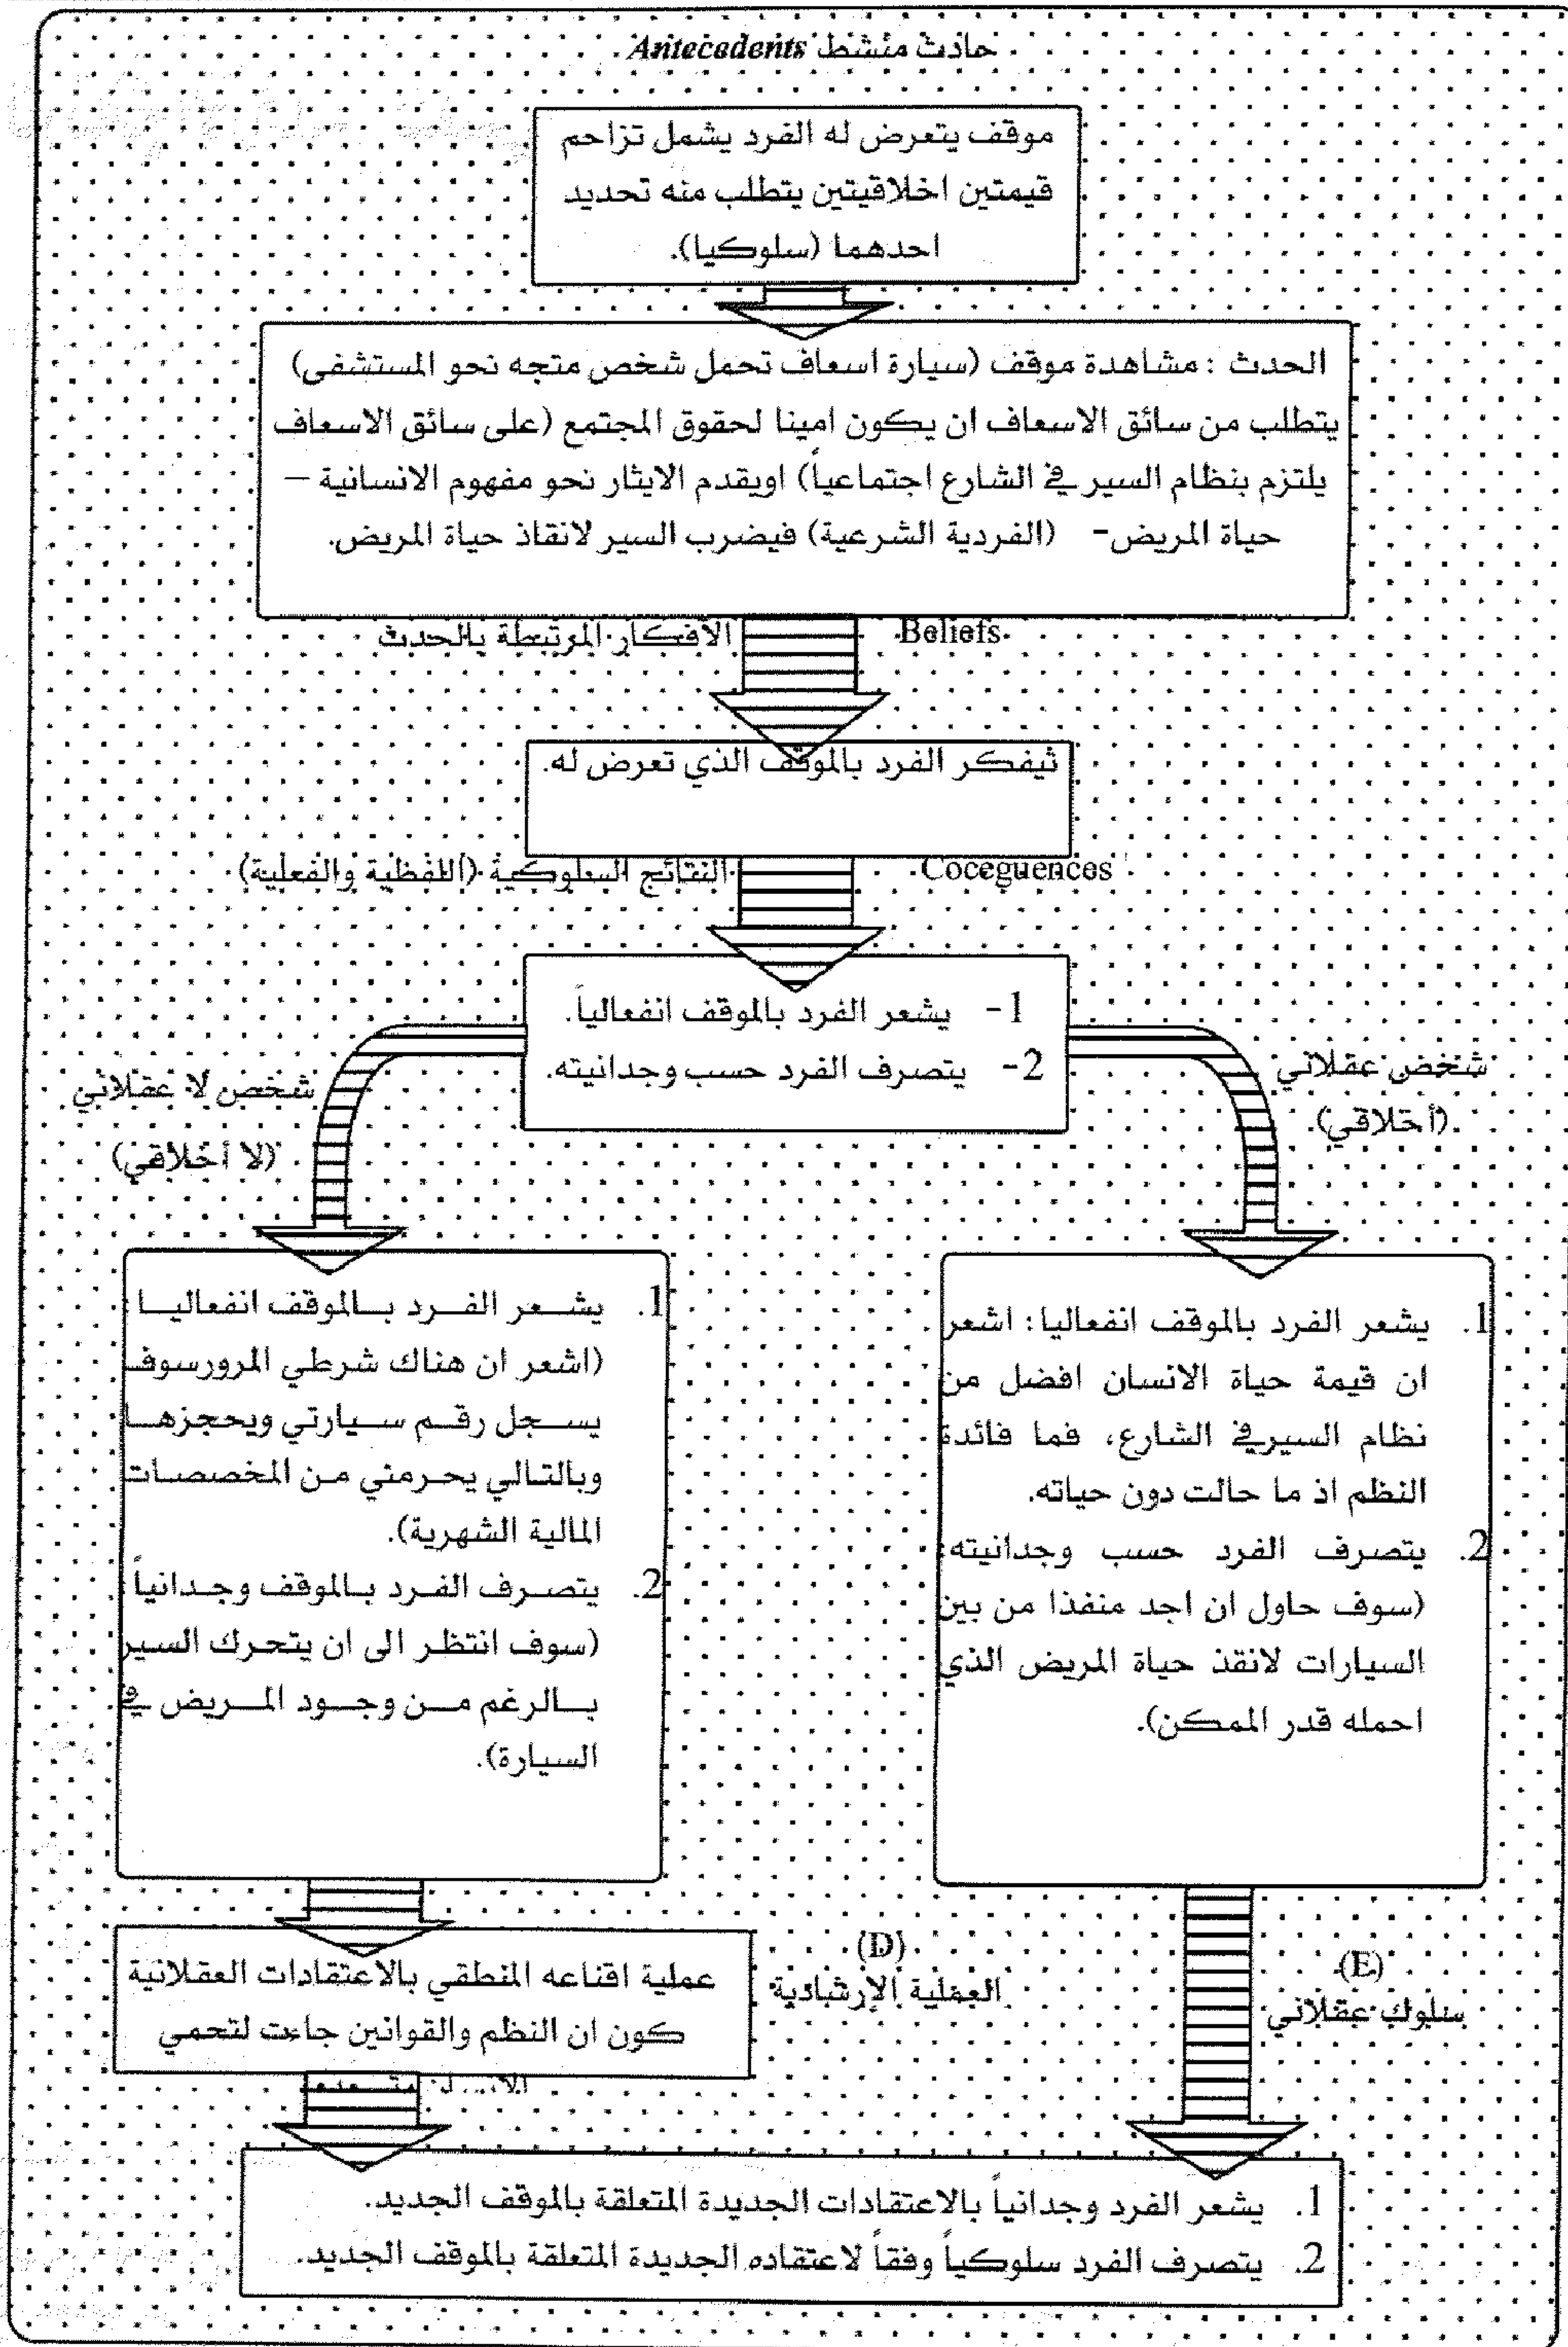 حادث منشط Antecedents
موقف يتعرض له الفرد يشمل تزاحم
قيمتين اخلاقيتين يتطلب منه تحديد
احدهما (سلوكيا).
الحدث : مشاهدة موقف (سيارة اسعاف تحمل شخص متجه نحو المستشفى)
يتطلب من سائق الاسعاف ان يكون امينا لحقوق المجتمع (على سائق الاسعاف
يلتزم بنظام السير في الشارع اجتماعياً) اويقدم الايثار نحو مفهوم الانسانية –
حياة المريض- (الفردية الشرعية) فيضرب السير لانقاذ حياة المريض.
الأفكار المرتبطة بالحدث Beliefs
ثيفكر الفرد بالموقف الذي تعرض له.
النتائج السلوكية (اللفظية والفعلية) Coceguences
1- يشعر الفرد بالموقف انفعالياً.
2- يتصرف الفرد حسب وجدانيته.
شخص عقلاني
(أخلاقي)
شخص لا عقلاني
(لا أخلاقي)
1. يشعر الفرد بالموقف انفعاليا: اشعر
ان قيمة حياة الانسان افضل من
نظام السير في الشارع، فما فائدة
النظم اذ ما حالت دون حياته.
2. يتصرف الفرد حسب وجدانيته:
(سوف حاول ان اجد منفذا من بين
السيارات لانقذ حياة المريض الذي
احمله قدر الممكن).
1. يشعر الفرد بالموقف انفعاليا:
(اشعر ان هناك شرطي المرورسوف
يسجل رقم سيارتي ويحجزها
وبالتالي يحرمني من المخصصات
المالية الشهرية).
2. يتصرف الفرد بالموقف وجدانياً:
(سوف انتظر الى ان يتحرك السير
بالرغم من وجود المريض في
السيارة).
(E)
سلوك عقلاني
(D)
العملية الإرشادية
عملية اقناعه المنطقي بالاعتقادات العقلانية
كون ان النظم والقوانين جاءت لتحمي
1. يشعر الفرد وجدانياً بالاعتقادات الجديدة المتعلقة بالموقف الجديد.
2. يتصرف الفرد سلوكياً وفقاً لاعتقاده الجديدة المتعلقة بالموقف الجديد.